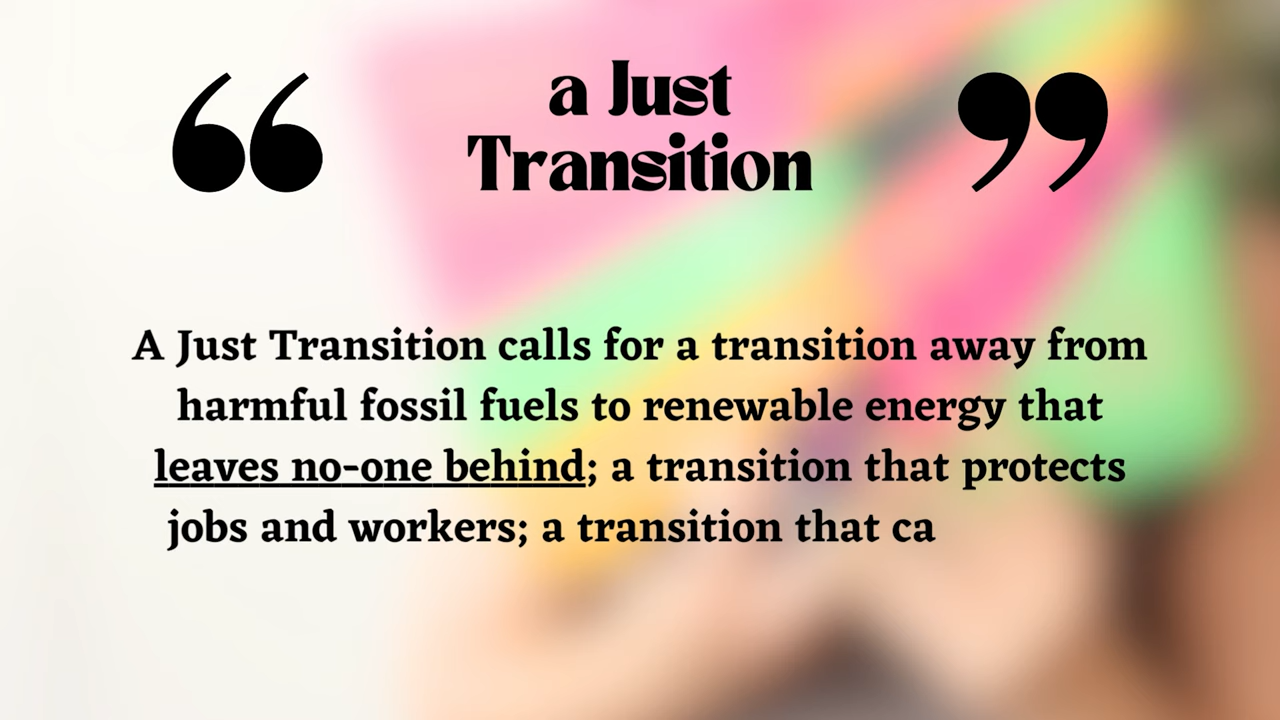 “ a Just ”
Transition
A Just Transition calls for a transition away from
harmful fossil fuels to renewable energy that
leaves no-one behind; a transition that protects
jobs and workers; a transition that ca